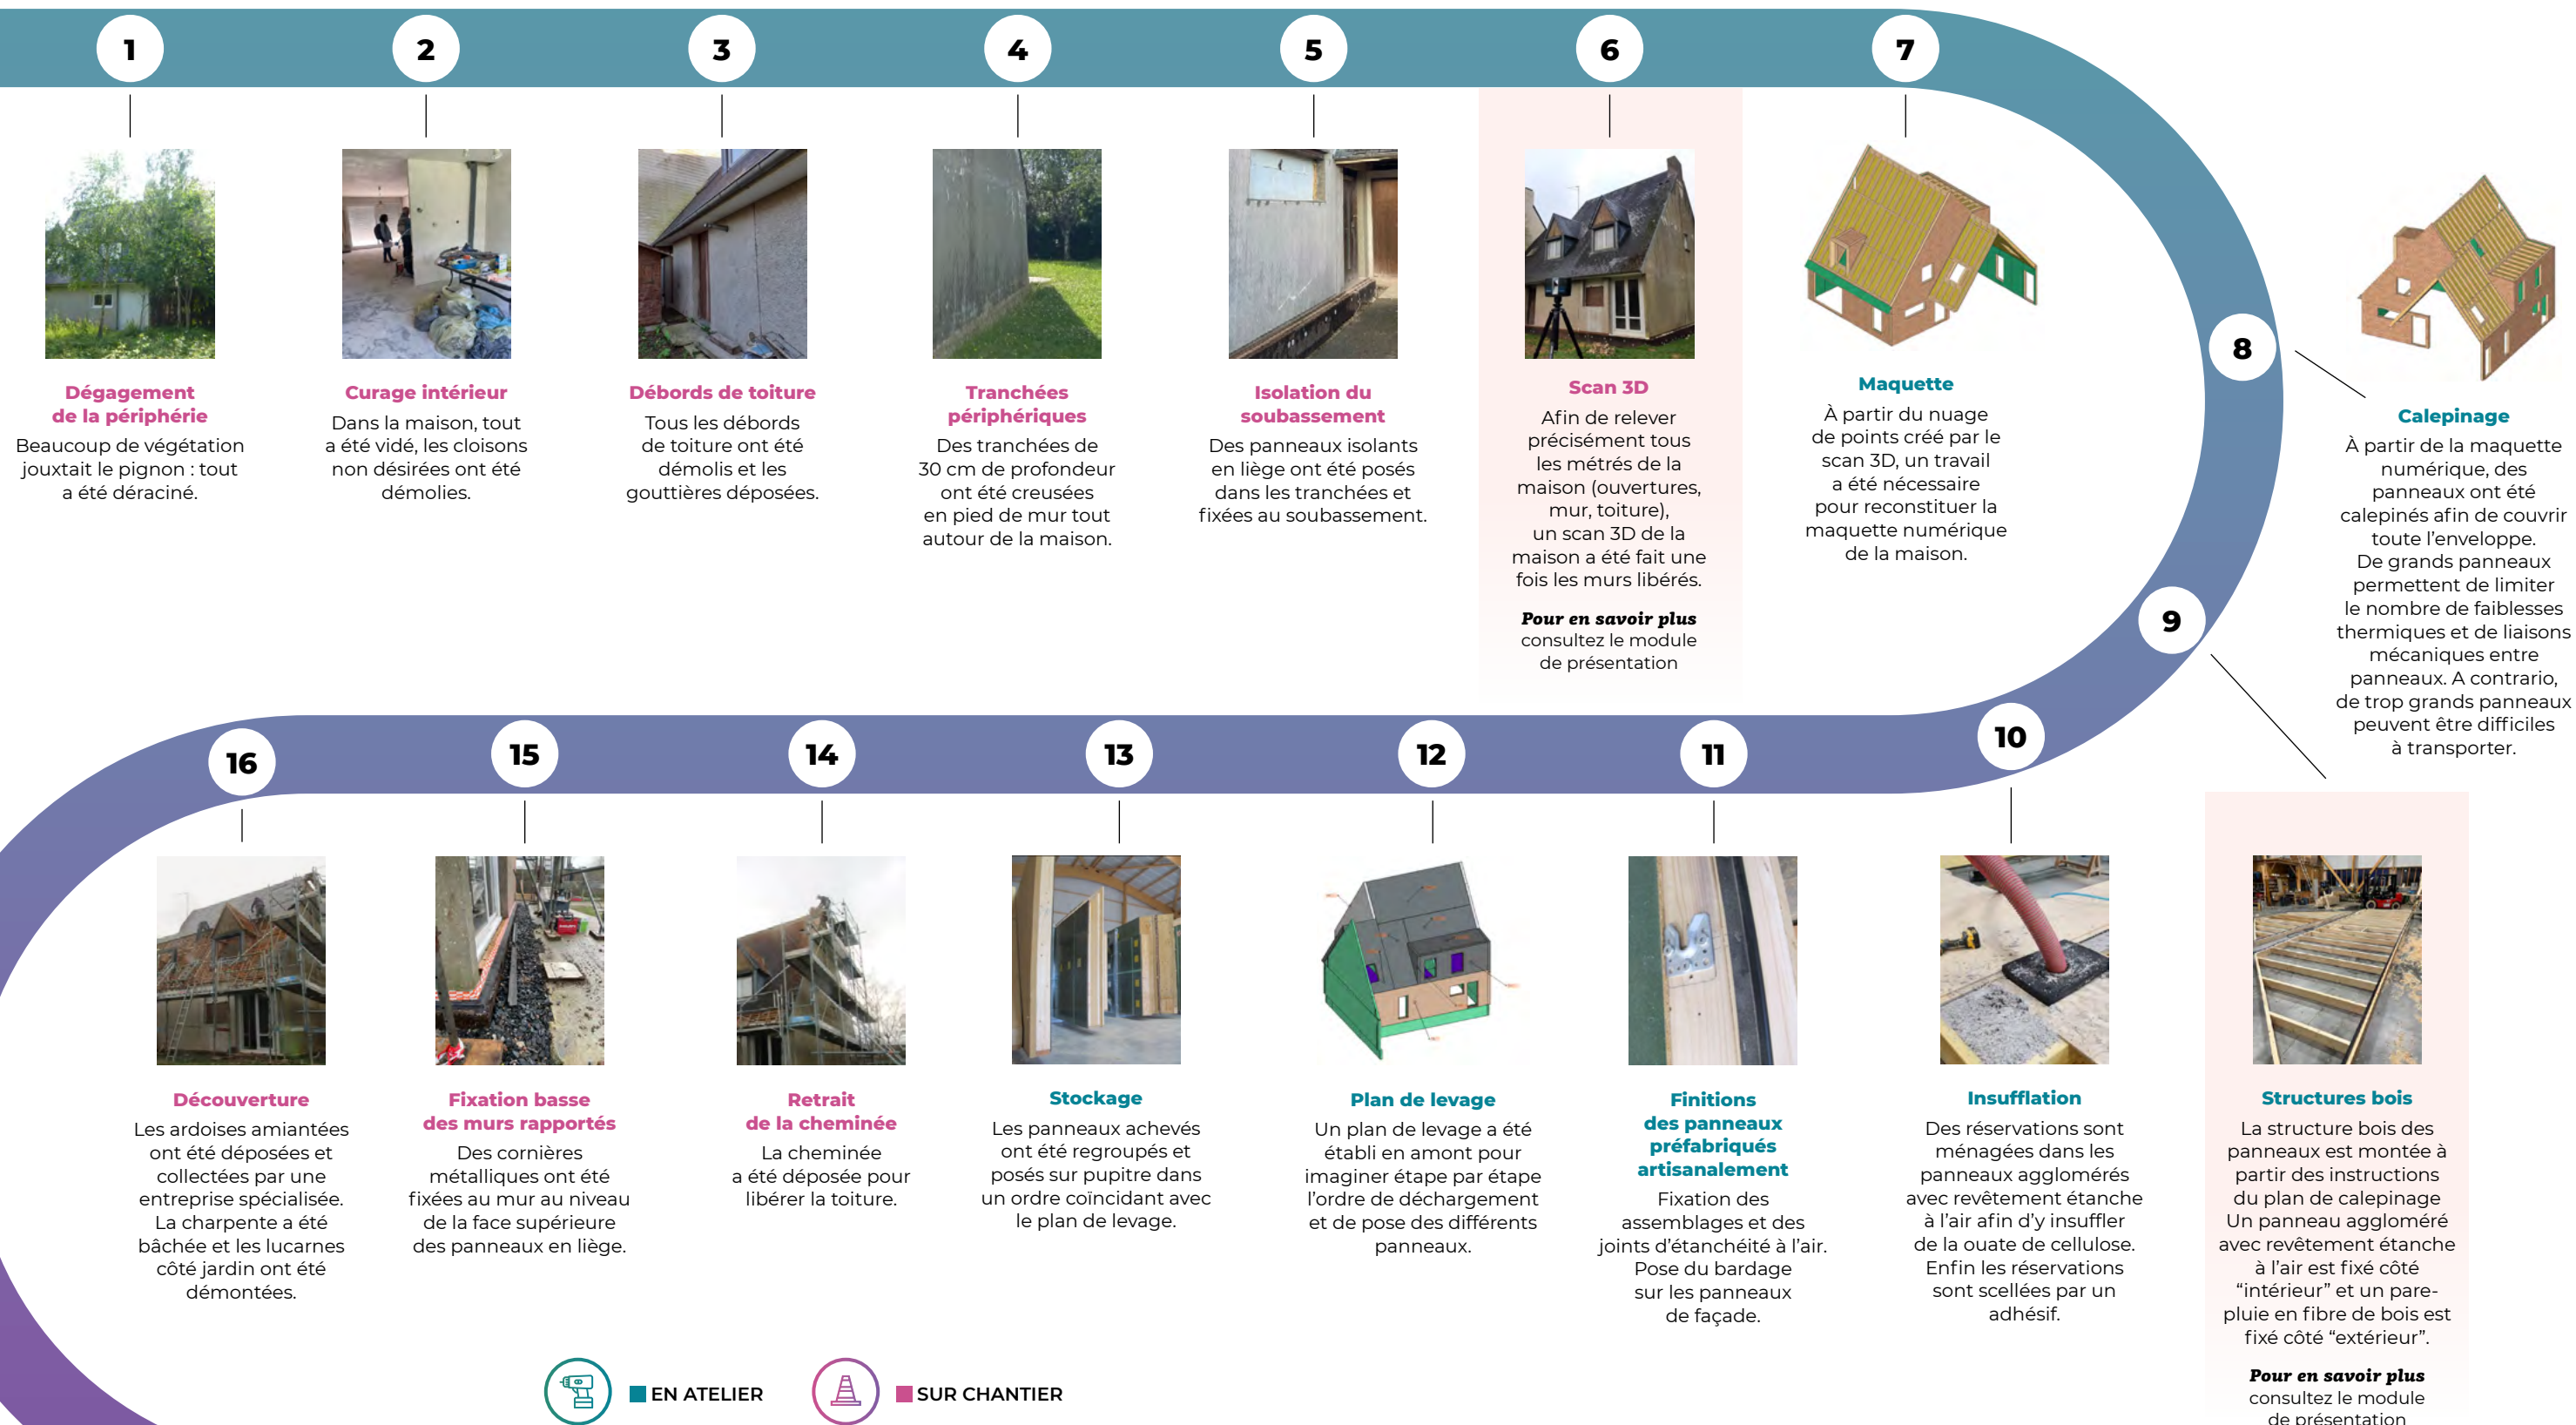 1
Dégagement
de la périphérie
Beaucoup de végétation
jouxtait le pignon : tout
a été déraciné.
2
Curage intérieur
Dans la maison, tout
a été vidé, les cloisons
non désirées ont été
démolies.
3
Débords de toiture
Tous les débords
de toiture ont été
démolis et les
gouttières déposées.
4
Tranchées
périphériques
Des tranchées de
30 cm de profondeur
ont été creusées
en pied de mur tout
autour de la maison.
5
Isolation du
soubassement
Des panneaux isolants
en liège ont été posés
dans les tranchées et
fixées au soubassement.
6
Scan 3D
Afin de relever
précisément tous
les métrés de la
maison (ouvertures,
mur, toiture),
un scan 3D de la
maison a été fait une
fois les murs libérés.
Pour en savoir plus
consultez le module
de présentation
7
Maquette
À partir du nuage
de points créé par le
scan 3D, un travail
a été nécessaire
pour reconstituer la
maquette numérique
de la maison.
8
Calepinage
À partir de la maquette
numérique, des
panneaux ont été
calepinés afin de couvrir
toute l’enveloppe.
De grands panneaux
permettent de limiter
le nombre de faiblesses
thermiques et de liaisons
mécaniques entre
panneaux. A contrario,
de trop grands panneaux
peuvent être difficiles
à transporter.
9
Structures bois
La structure bois des
panneaux est montée à
partir des instructions
du plan de calepinage
Un panneau aggloméré
avec revêtement étanche
à l’air est fixé côté
“intérieur” et un pare-
pluie en fibre de bois est
fixé côté “extérieur”.
Pour en savoir plus
consultez le module
de présentation
10
Insufflation
Des réservations sont
ménagées dans les
panneaux agglomérés
avec revêtement étanche
à l’air afin d’y insuffler
de la ouate de cellulose.
Enfin les réservations
sont scellées par un
adhésif.
11
Finitions
des panneaux
préfabriqués
artisanalement
Fixation des
assemblages et des
joints d’étanchéité à l’air.
Pose du bardage
sur les panneaux
de façade.
12
Plan de levage
Un plan de levage a été
établi en amont pour
imaginer étape par étape
l’ordre de déchargement
et de pose des différents
panneaux.
13
Stockage
Les panneaux achevés
ont été regroupés et
posés sur pupitre dans
un ordre coïncidant avec
le plan de levage.
14
Retrait
de la cheminée
La cheminée
a été déposée pour
libérer la toiture.
15
Fixation basse
des murs rapportés
Des cornières
métalliques ont été
fixées au mur au niveau
de la face supérieure
des panneaux en liège.
16
Découverture
Les ardoises amiantées
ont été déposées et
collectées par une
entreprise spécialisée.
La charpente a été
bâchée et les lucarnes
côté jardin ont été
démontées.
EN ATELIER
SUR CHANTIER